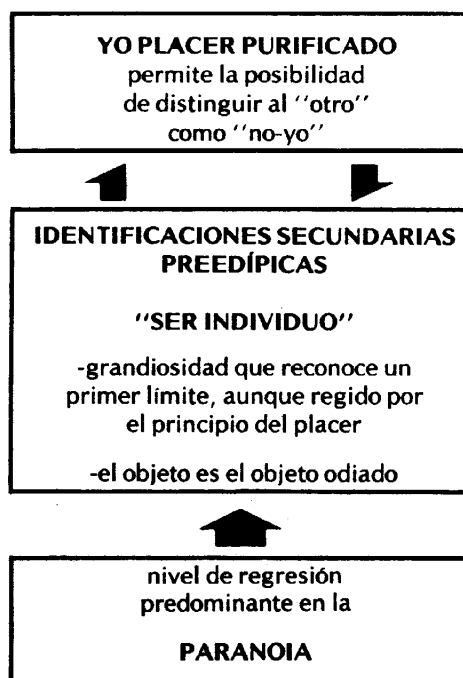 YO PLACER PURIFICADO
permite la posibilidad
de distinguir al ''otro''
como ''no-yo''
IDENTIFICACIONES SECUNDARIAS
PREEDÍPICAS
''SER INDIVIDUO''
-grandiosidad que reconoce un
primer límite, aunque regido por
el principio del placer
-el objeto es el objeto odiado
nivel de regresión
predominante en la
PARANOIA